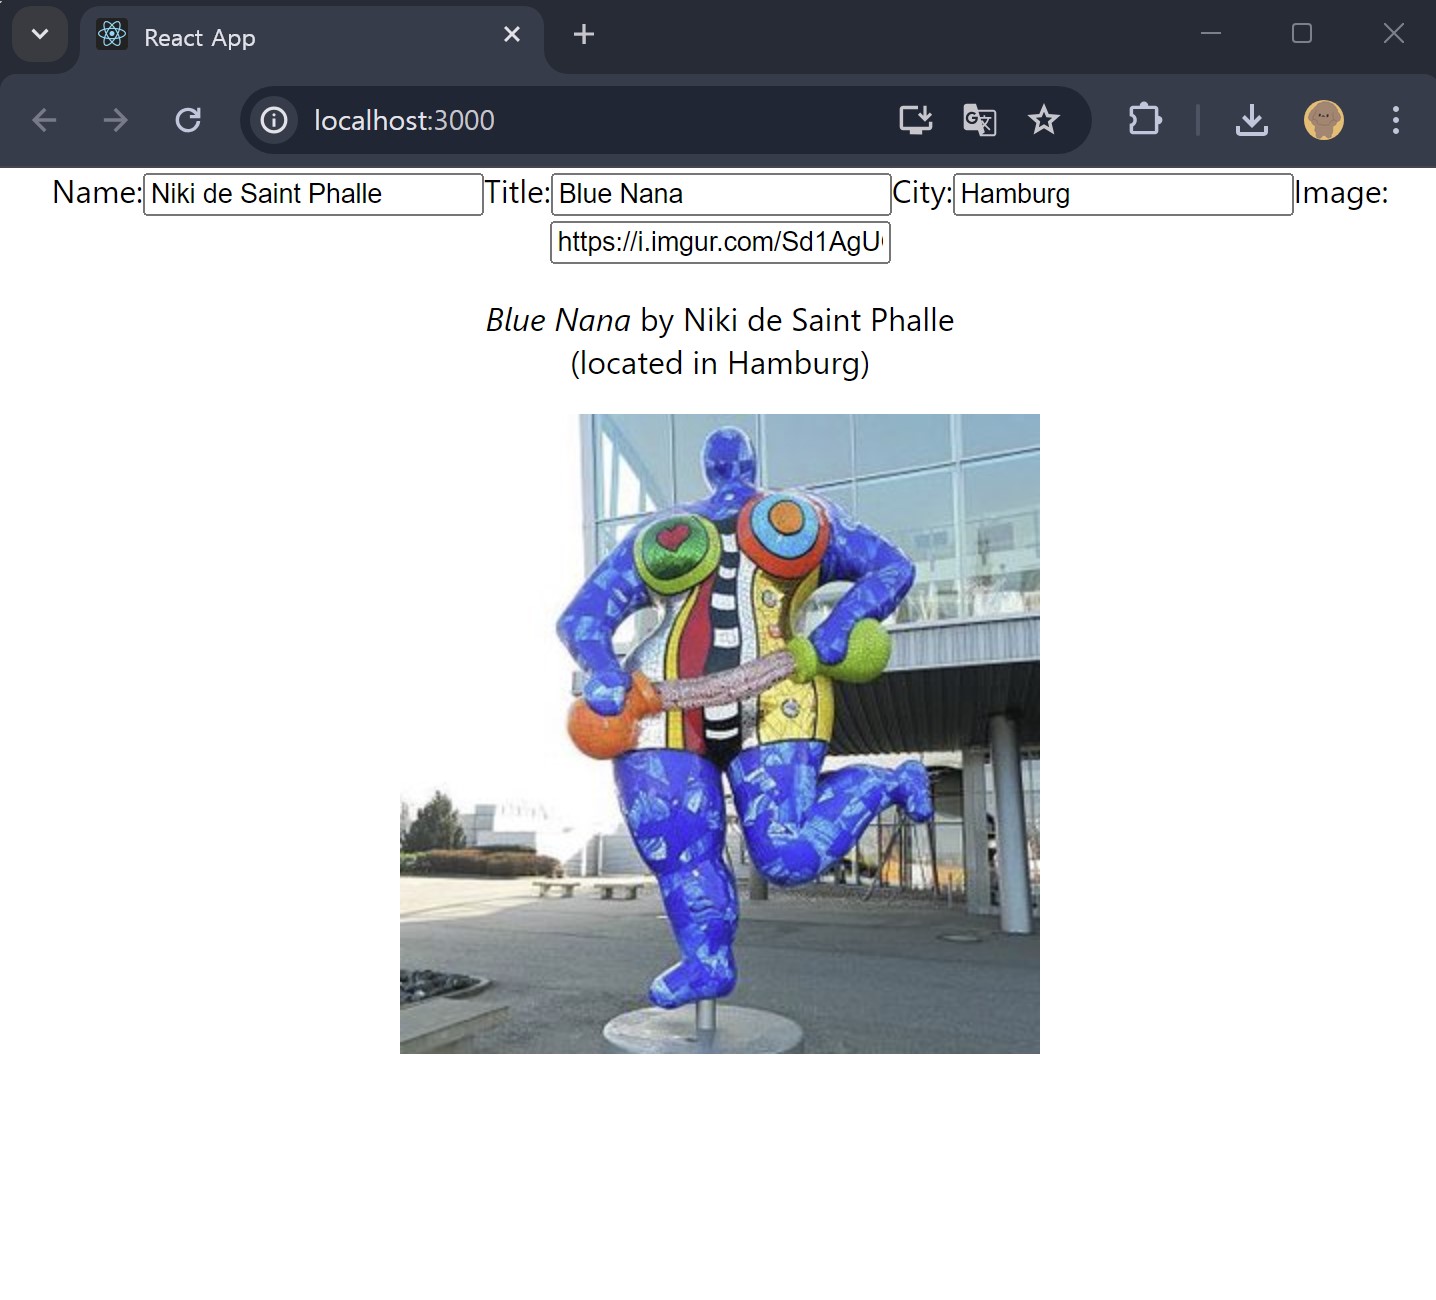 React App
localhost:3000
Name: Niki de Saint Phalle Title: Blue Nana City: Hamburg Image:
https://i.imgur.com/Sd1AgU
Blue Nana by Niki de Saint Phalle
(located in Hamburg)